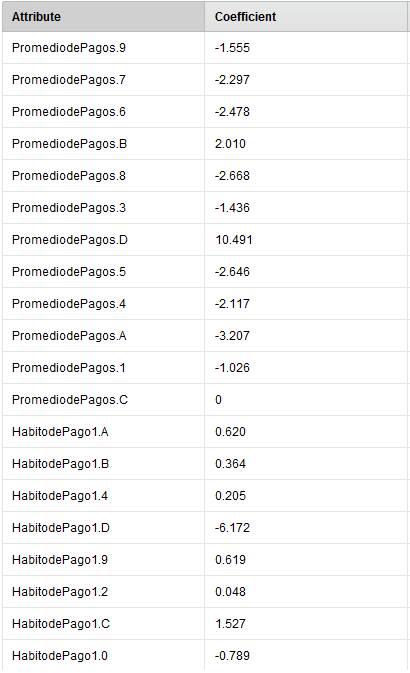 Attribute Coefficient
PromediodePagos.9 -1.555
PromediodePagos.7 -2.297
PromediodePagos.6 -2.478
PromediodePagos.B 2.010
PromediodePagos.8 -2.668
PromediodePagos.3 -1.436
PromediodePagos.D 10.491
PromediodePagos.5 -2.646
PromediodePagos.4 -2.117
PromediodePagos.A -3.207
PromediodePagos.1 -1.026
PromediodePagos.C 0
HabitodePago1.A 0.620
HabitodePago1.B 0.364
HabitodePago1.4 0.205
HabitodePago1.D -6.172
HabitodePago1.9 0.619
HabitodePago1.2 0.048
HabitodePago1.C 1.527
HabitodePago1.0 -0.789